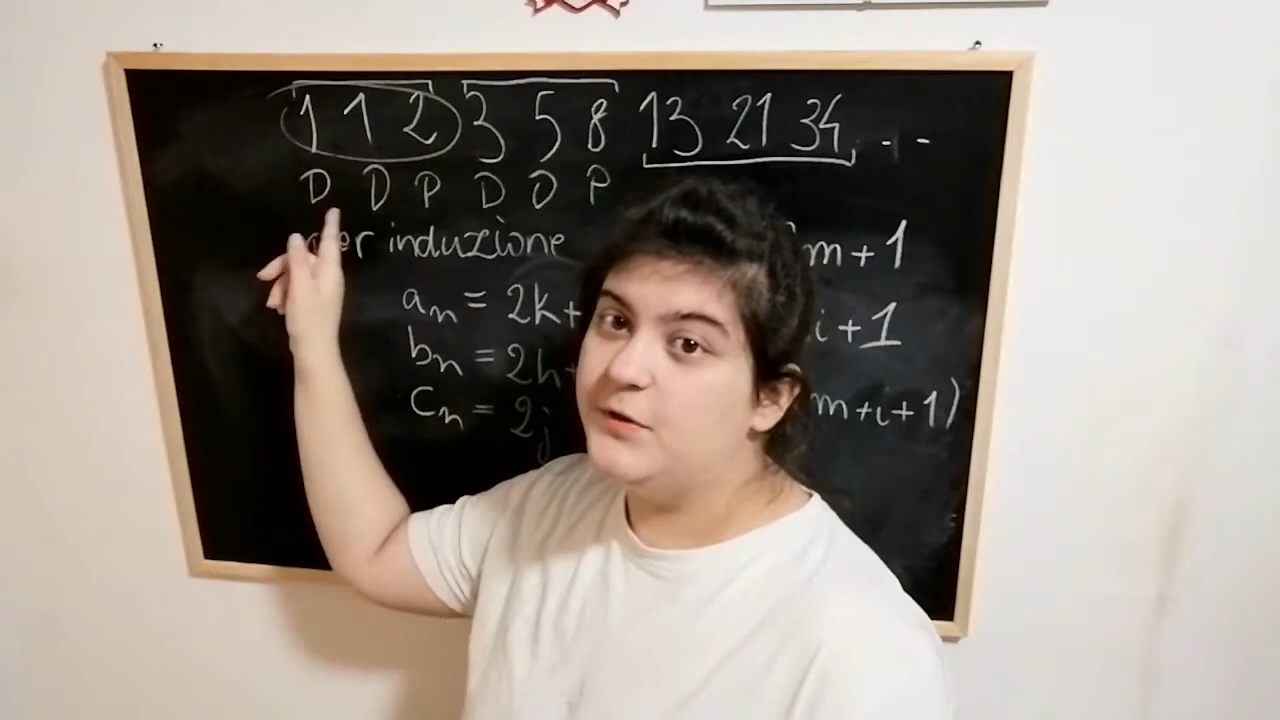 1 1 2 3 5 8 13 21 34 ...
D D P D D P
per induzione m+1
an = 2k+ i+1
bn = 2h+
cn = 2j m+i+1)